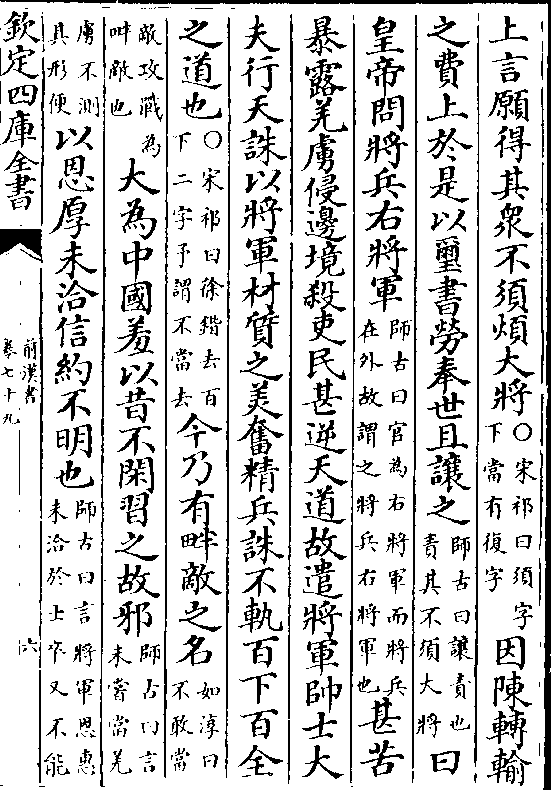 上言願得其衆不須煩大將〇宋祁曰須字下當有復字因陳轉輸
之費上於是以璽書勞奉世且讓之師古曰讓責也責其不須大將曰
皇帝問將兵右將軍師古曰官為右將軍而將兵在外故謂之將兵右將軍也甚苦
暴露羌虜侵邊境殺吏民甚逆天道故遣將軍帥士大
夫行天誅以將軍材質之美奮精兵誅不軌百下百全
之道也〇宋祁曰徐鍇去百下二字予謂不當去今乃有畔敵之名如淳曰不敢當
敵攻戰為畔敵也大為中國羞以昔不閑習之故邪師古曰言未嘗當羌
虜不測其形便以恩厚未洽信約不明也師古曰言將軍恩惠未洽於士卒又不能
欽定四庫全書
前漢書
卷七十九
六